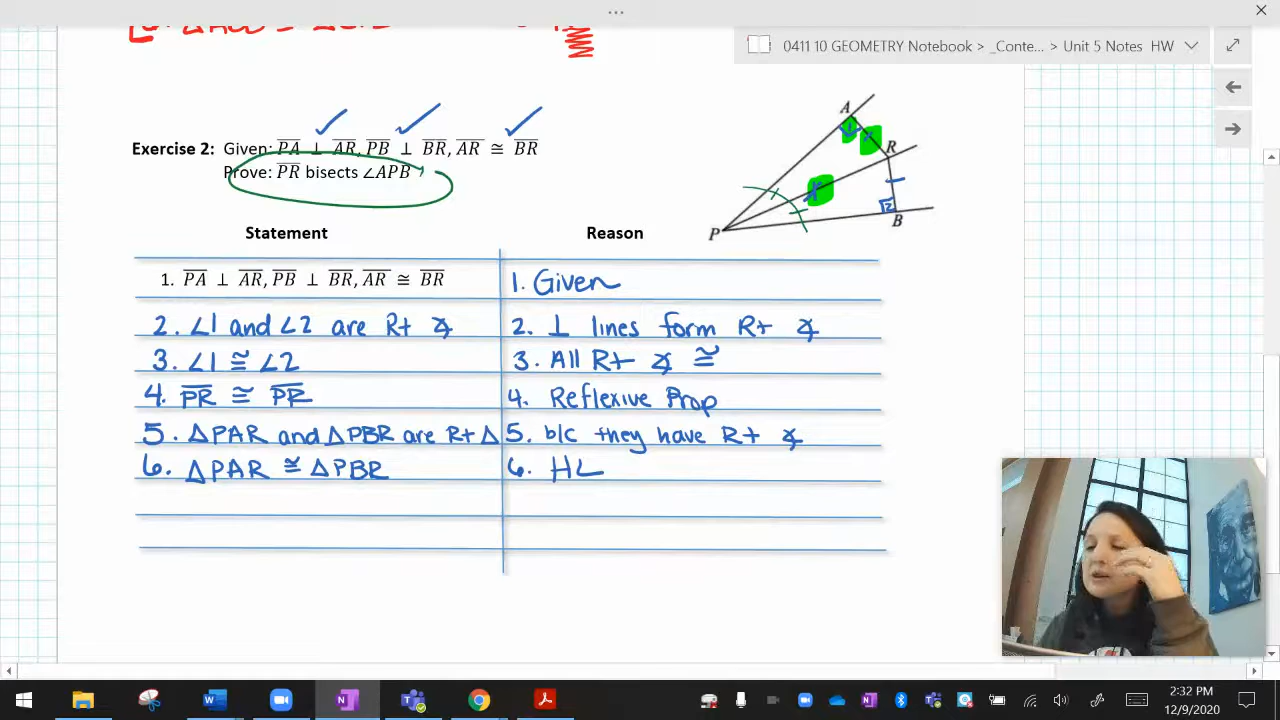 0411 10 GEOMETRY Notebook > _Conte... > Unit 5 Notes HW
Exercise 2: Given: PA ⊥ AR, PB ⊥ BR, AR ≅ BR
Prove: PR bisects ∠APB
A
R
B
P
1
2
Statement Reason
1. PA ⊥ AR, PB ⊥ BR, AR ≅ BR 1. Given
2. ∠1 and ∠2 are Rt ∡ 2. ⊥ lines form Rt ∡
3. ∠1 ≅ ∠2 3. All Rt ∡ ≅
4. PR ≅ PR 4. Reflexive Prop
5. △PAR and △PBR are Rt △ 5. b/c they have Rt ∡
6. △PAR ≅ △PBR 6. HL
2:32 PM
12/9/2020